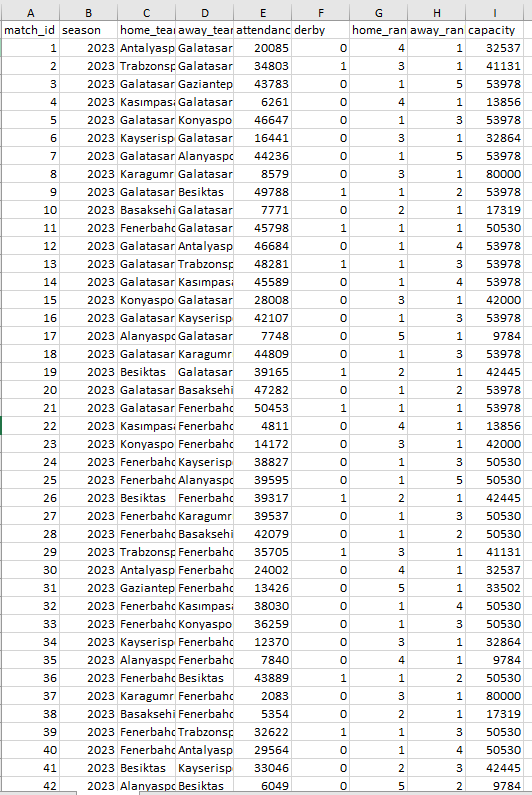 A B C D E F G H I
match_id season home_tear away_tear attendanc derby home_ran away_ran capacity
1 2023 Antalyasp Galatasar 20085 0 4 1 32537
2 2023 Trabzonsp Galatasar 34803 1 3 1 41131
3 2023 Galatasar Gaziantep 43783 0 1 5 53978
4 2023 Kasımpaşa Galatasar 6261 0 4 1 13856
5 2023 Galatasar Konyaspo 46647 0 1 3 53978
6 2023 Kayserisp Galatasar 16441 0 3 1 32864
7 2023 Galatasar Alanyaspo 44236 0 1 5 53978
8 2023 Karagumr Galatasar 8579 0 3 1 80000
9 2023 Galatasar Besiktas 49788 1 1 2 53978
10 2023 Basaksehi Galatasar 7771 0 2 1 17319
11 2023 Fenerbahc Galatasar 45798 1 1 1 50530
12 2023 Galatasar Antalyasp 46684 0 1 4 53978
13 2023 Galatasar Trabzonsp 48281 1 1 3 53978
14 2023 Galatasar Kasımpaşa 45589 0 1 4 53978
15 2023 Konyaspo Galatasar 28008 0 3 1 42000
16 2023 Galatasar Kayserisp 42107 0 1 3 53978
17 2023 Alanyaspo Galatasar 7748 0 5 1 9784
18 2023 Galatasar Karagumr 44809 0 1 3 53978
19 2023 Besiktas Galatasar 39165 1 2 1 42445
20 2023 Galatasar Basaksehi 47282 0 1 2 53978
21 2023 Galatasar Fenerbahc 50453 1 1 1 53978
22 2023 Kasımpaşa Fenerbahc 4811 0 4 1 13856
23 2023 Konyaspo Fenerbahc 14172 0 3 1 42000
24 2023 Fenerbahc Kayserisp 38827 0 1 3 50530
25 2023 Fenerbahc Alanyaspo 39595 0 1 5 50530
26 2023 Besiktas Fenerbahc 39317 1 2 1 42445
27 2023 Fenerbahc Karagumr 39537 0 1 3 50530
28 2023 Fenerbahc Basaksehi 42079 0 1 2 50530
29 2023 Trabzonsp Fenerbahc 35705 1 3 1 41131
30 2023 Antalyasp Fenerbahc 24002 0 4 1 32537
31 2023 Gaziantep Fenerbahc 13426 0 5 1 33502
32 2023 Fenerbahc Kasımpaşa 38030 0 1 4 50530
33 2023 Fenerbahc Konyaspo 36259 0 1 3 50530
34 2023 Kayserisp Fenerbahc 12370 0 3 1 32864
35 2023 Alanyaspo Fenerbahc 7840 0 4 1 9784
36 2023 Fenerbahc Besiktas 43889 1 1 2 50530
37 2023 Karagumr Fenerbahc 2083 0 3 1 80000
38 2023 Basaksehi Fenerbahc 5354 0 2 1 17319
39 2023 Fenerbahc Trabzonsp 32622 1 1 3 50530
40 2023 Fenerbahc Antalyasp 29564 0 1 4 50530
41 2023 Besiktas Kayserisp 33046 0 2 3 42445
42 2023 Alanyaspo Besiktas 6049 0 5 2 9784